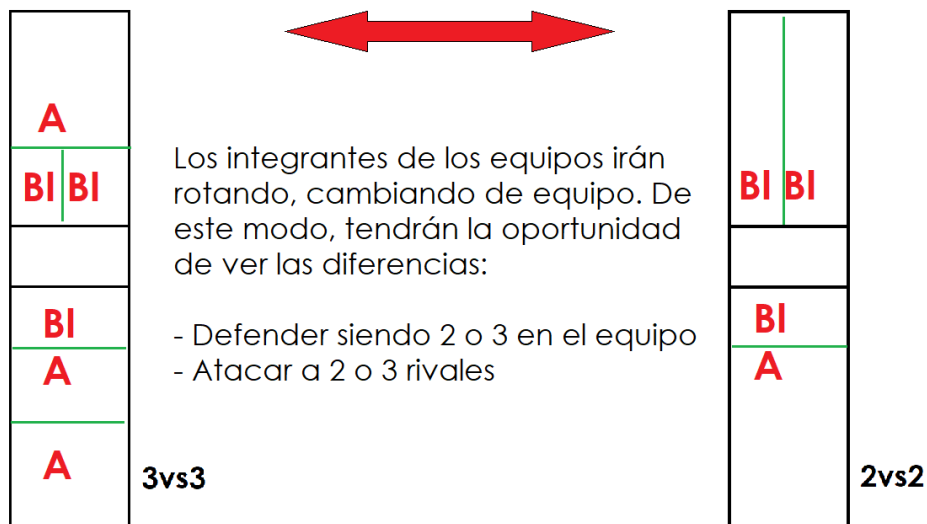 A
Bl Bl
Bl
A
A
3vs3
Los integrantes de los equipos irán
rotando, cambiando de equipo. De
este modo, tendrán la oportunidad
de ver las diferencias:
- Defender siendo 2 o 3 en el equipo
- Atacar a 2 o 3 rivales
Bl Bl
Bl
A
2vs2